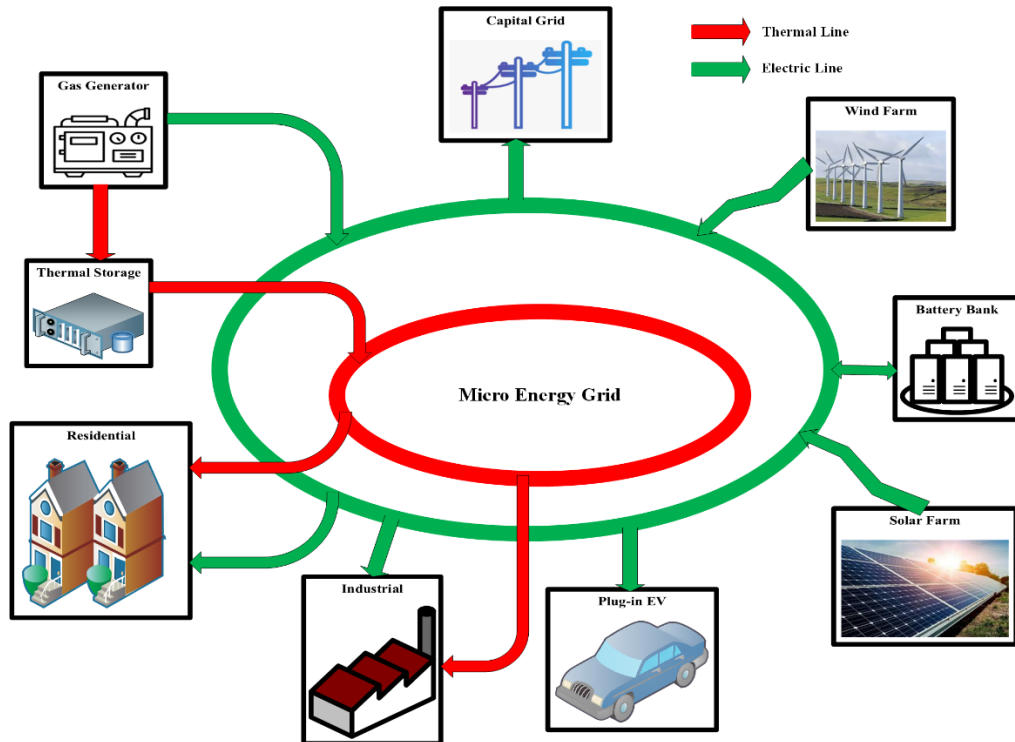 Capital Grid
Thermal Line
Electric Line
Gas Generator
Wind Farm
Thermal Storage
Battery Bank
Micro Energy Grid
Residential
Solar Farm
Industrial
Plug-in EV